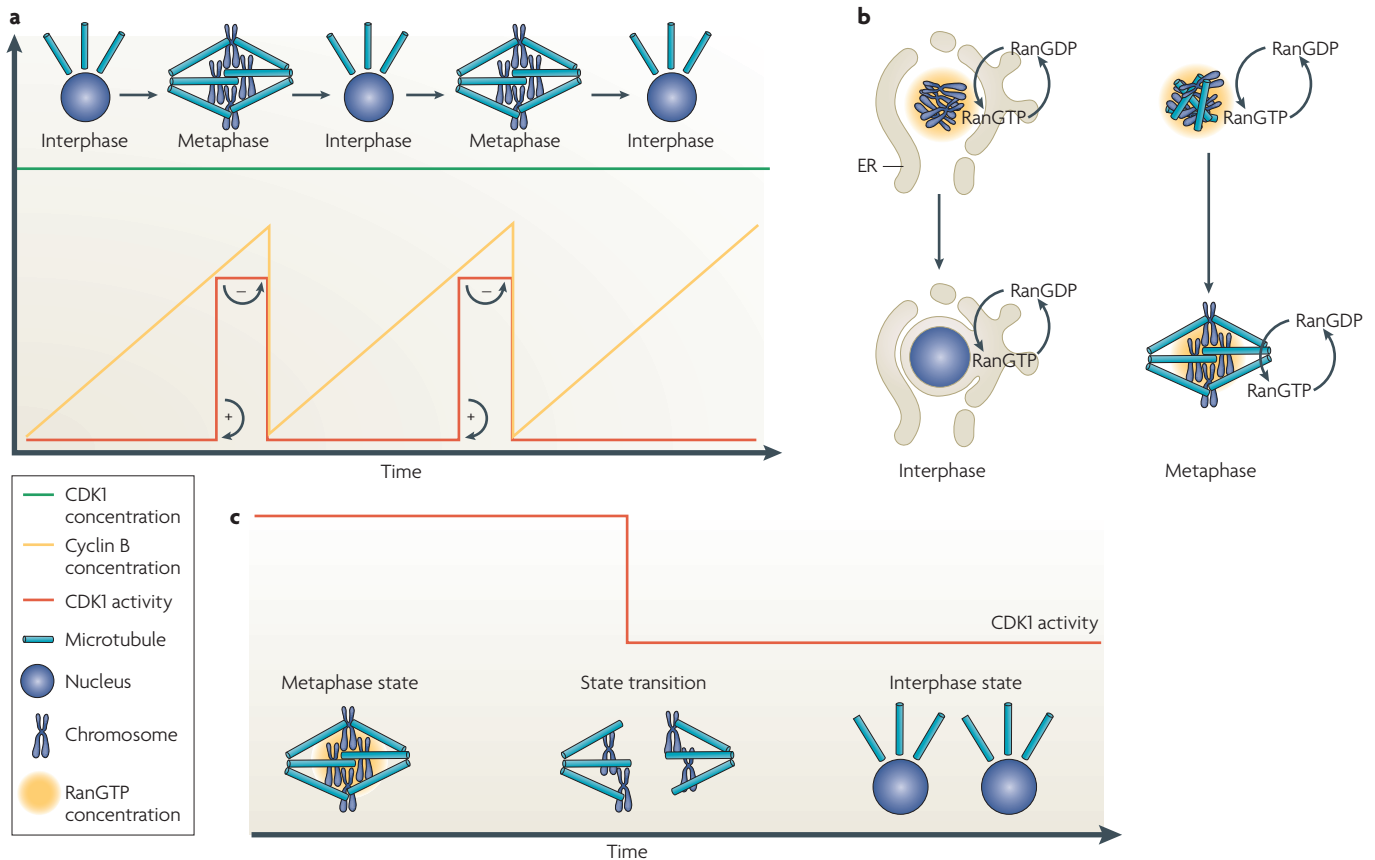 a
Interphase
Metaphase
Interphase
Metaphase
Interphase
−
−
+
+
Time
b
RanGDP
RanGTP
ER
RanGDP
RanGTP
Interphase
RanGDP
RanGTP
RanGDP
RanGTP
Metaphase
CDK1
concentration
Cyclin B
concentration
CDK1 activity
Microtubule
Nucleus
Chromosome
RanGTP
concentration
c
CDK1 activity
Metaphase state
State transition
Interphase state
Time